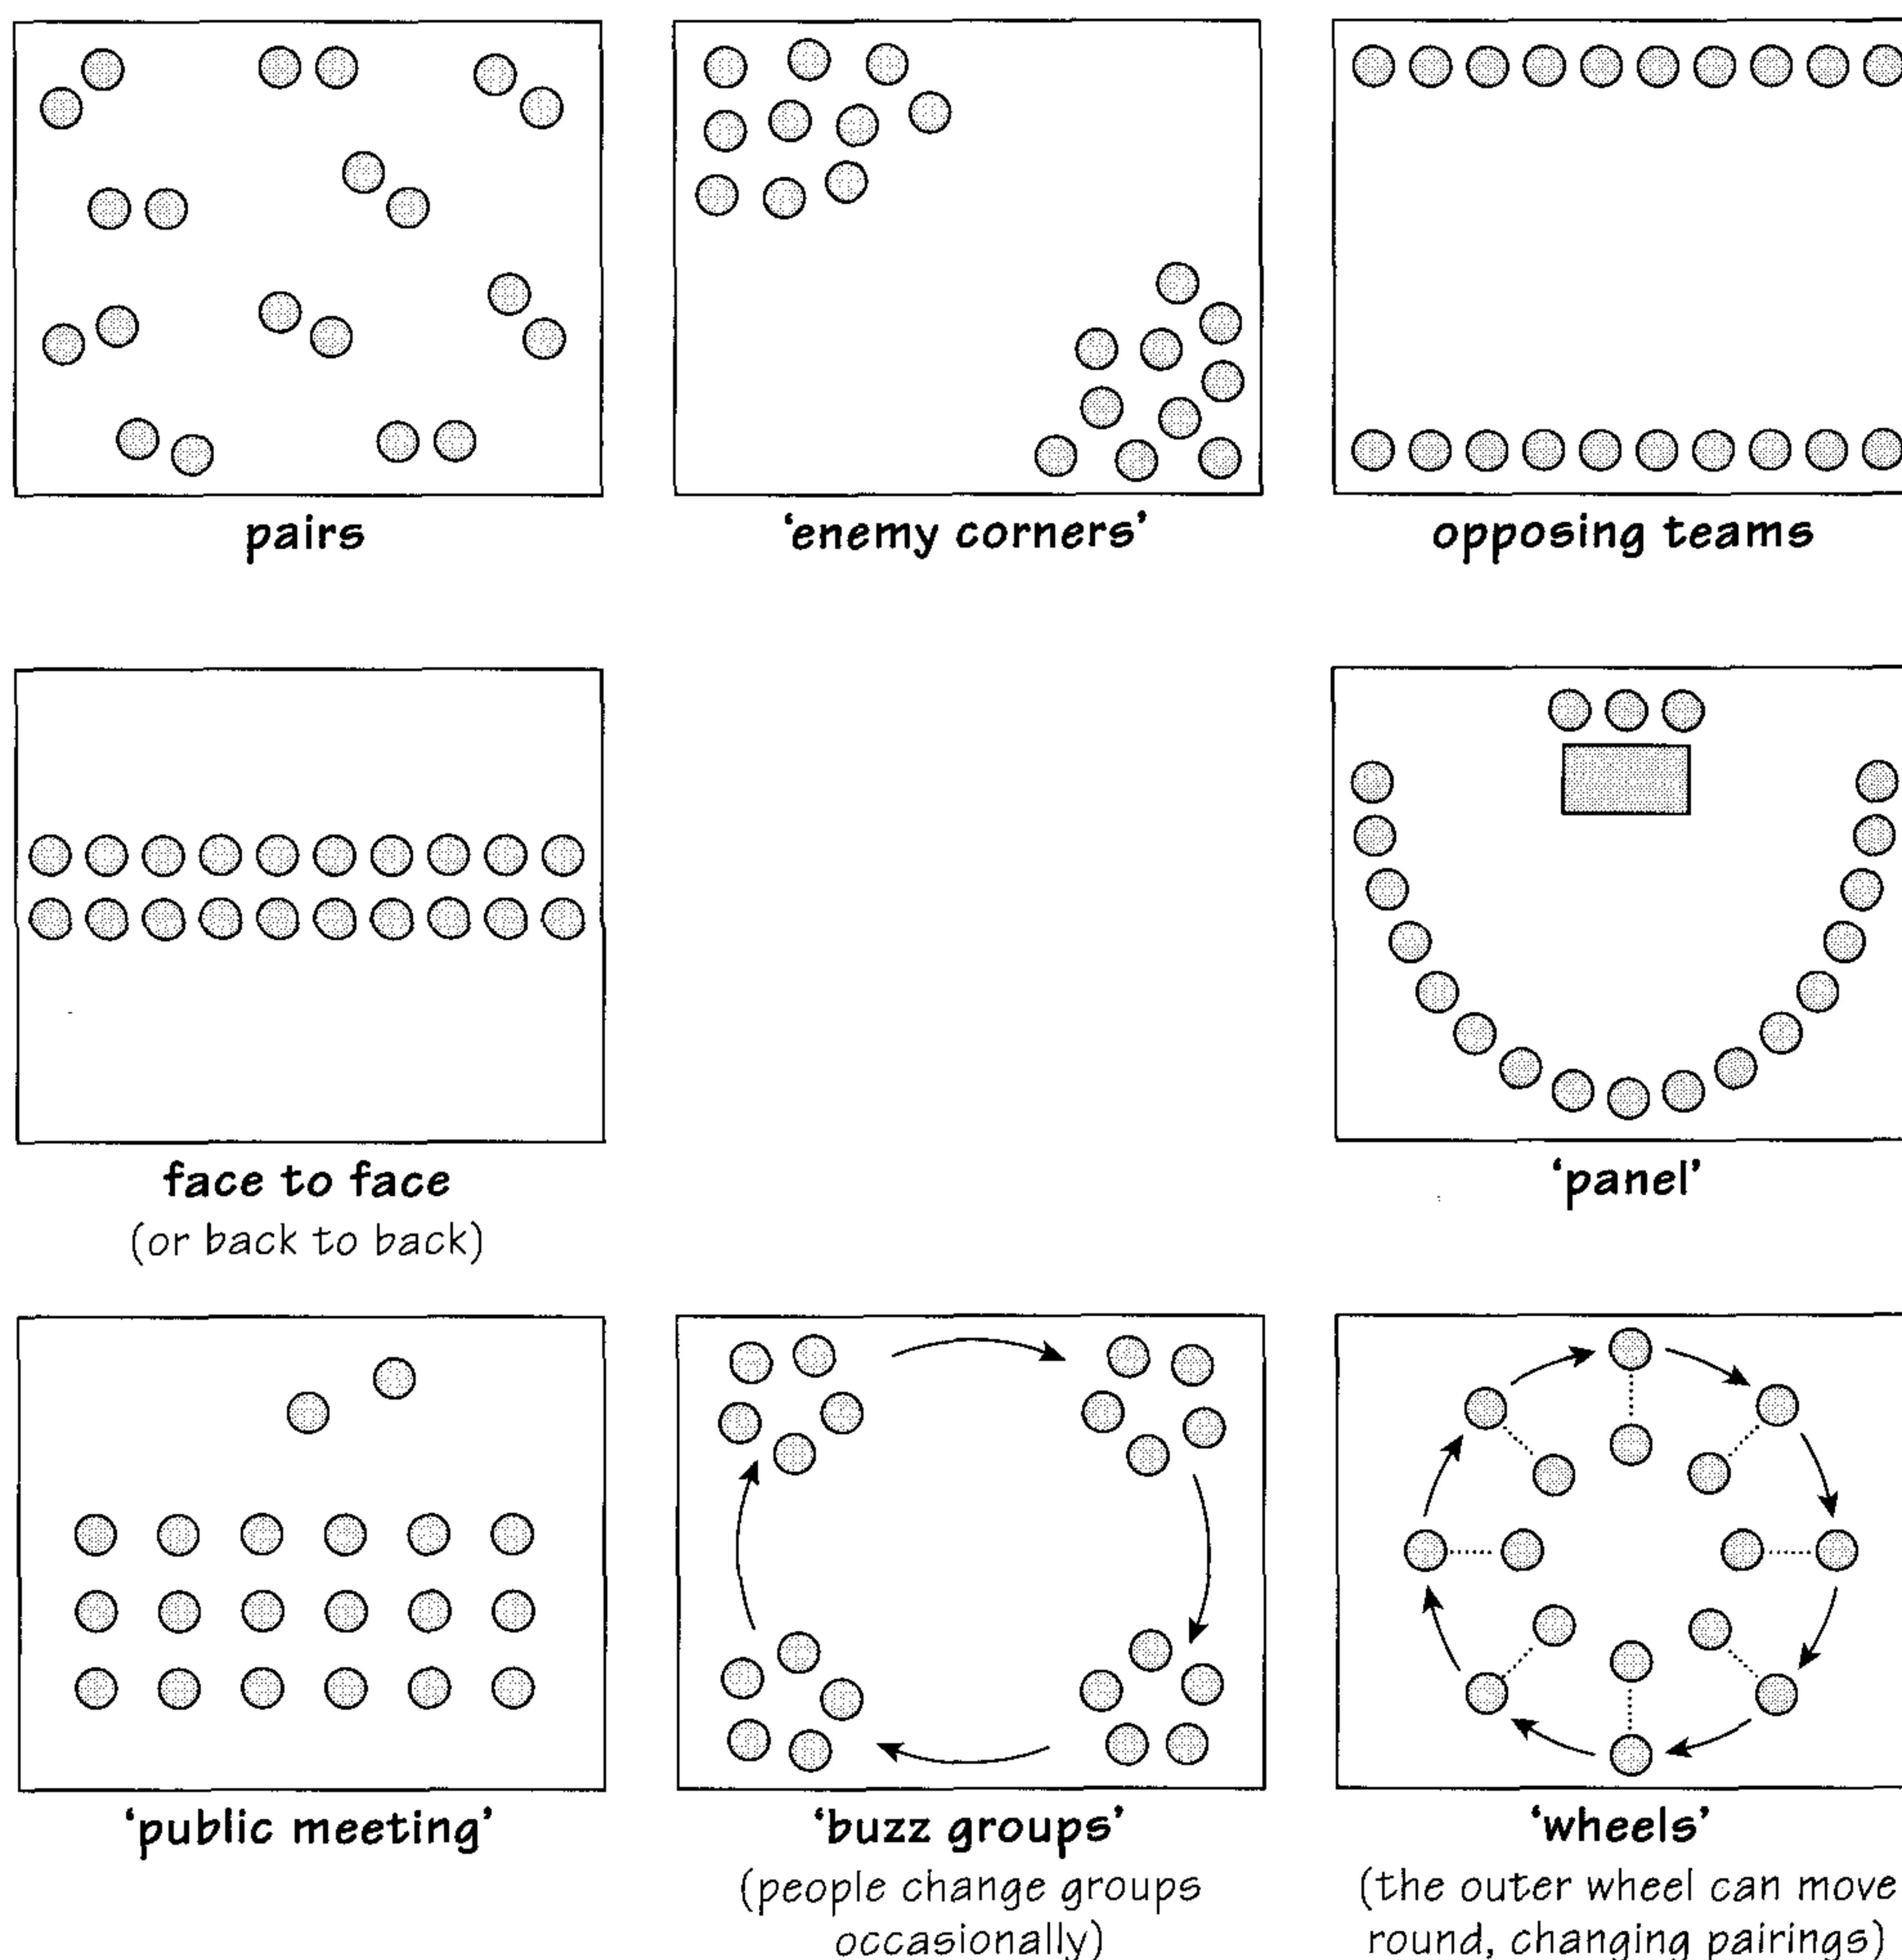 pairs
‘enemy corners’
opposing teams
face to face
(or back to back)
‘panel’
‘public meeting’
‘buzz groups’
(people change groups
occasionally)
‘wheels’
(the outer wheel can move
round, changing pairings)